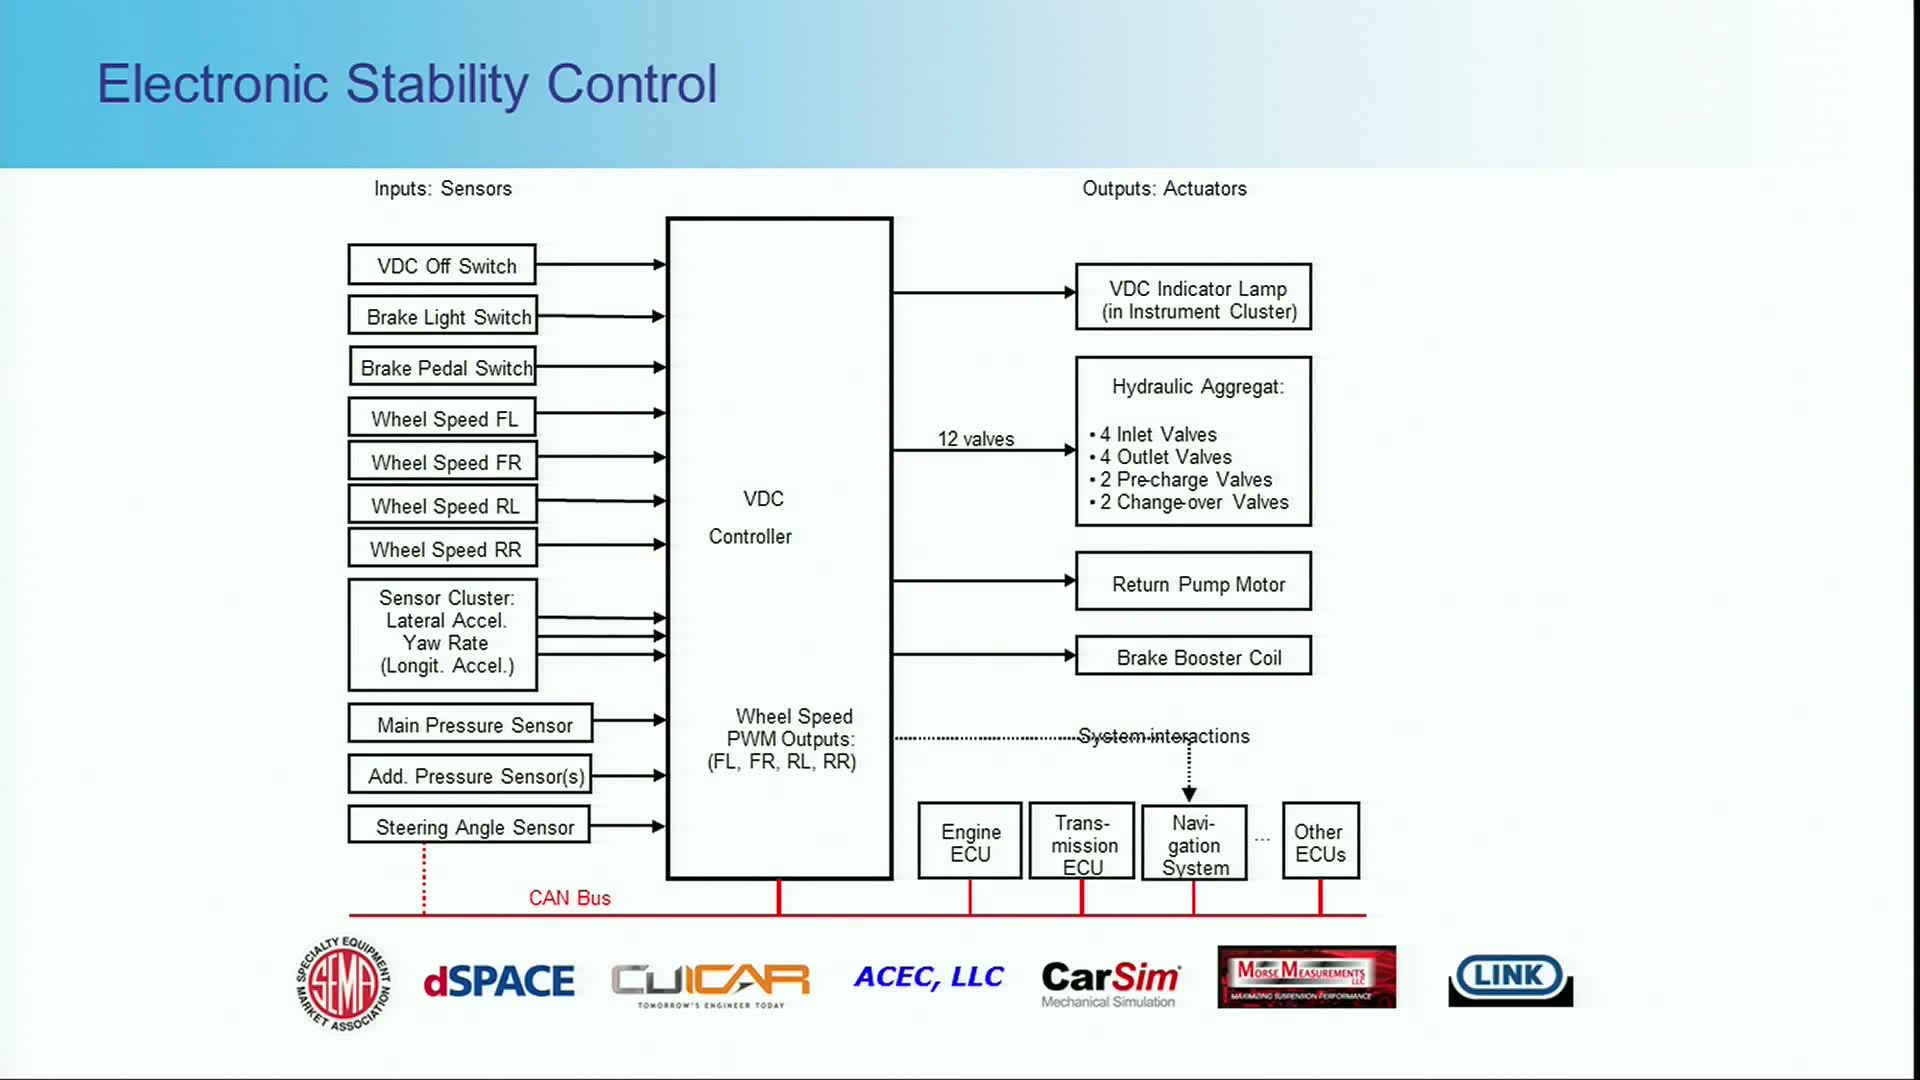 Electronic Stability Control
Inputs: Sensors
Outputs: Actuators
VDC Off Switch
Brake Light Switch
Brake Pedal Switch
Wheel Speed FL
Wheel Speed FR
Wheel Speed RL
Wheel Speed RR
Sensor Cluster:
Lateral Accel.
Yaw Rate
(Longit. Accel.)
Main Pressure Sensor
Add. Pressure Sensor(s)
Steering Angle Sensor
VDC
Controller
Wheel Speed
PWM Outputs:
(FL, FR, RL, RR)
VDC Indicator Lamp
(in Instrument Cluster)
12 valves
Hydraulic Aggregat:
• 4 Inlet Valves
• 4 Outlet Valves
• 2 Pre-charge Valves
• 2 Change-over Valves
Return Pump Motor
Brake Booster Coil
System interactions
Engine
ECU
Trans-
mission
ECU
Navi-
gation
System
...
Other
ECUs
CAN Bus
SPECIALTY EQUIPMENT
SEMA
MARKET ASSOCIATION
dSPACE
CUICAR
TOMORROW'S ENGINEER TODAY
ACEC, LLC
CarSim
Mechanical Simulation
MORSE MEASUREMENTS
LLC
MAXIMIZING SUSPENSION PERFORMANCE
LINK